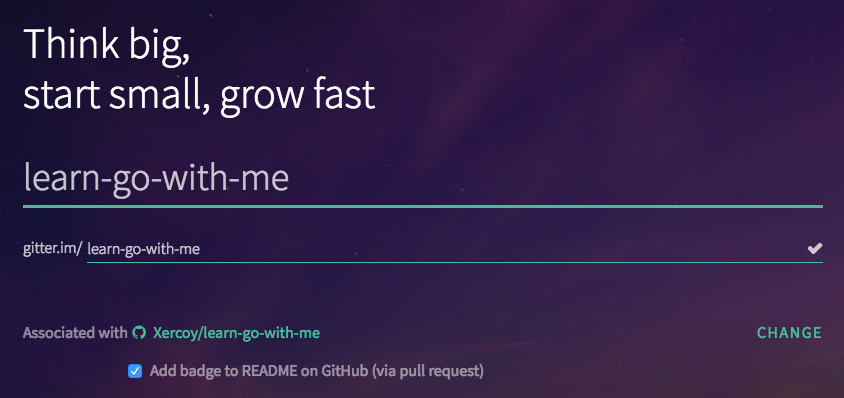 Think big,
start small, grow fast
learn-go-with-me
gitter.im/ learn-go-with-me
Associated with Xercoy/learn-go-with-me CHANGE
Add badge to README on GitHub (via pull request)